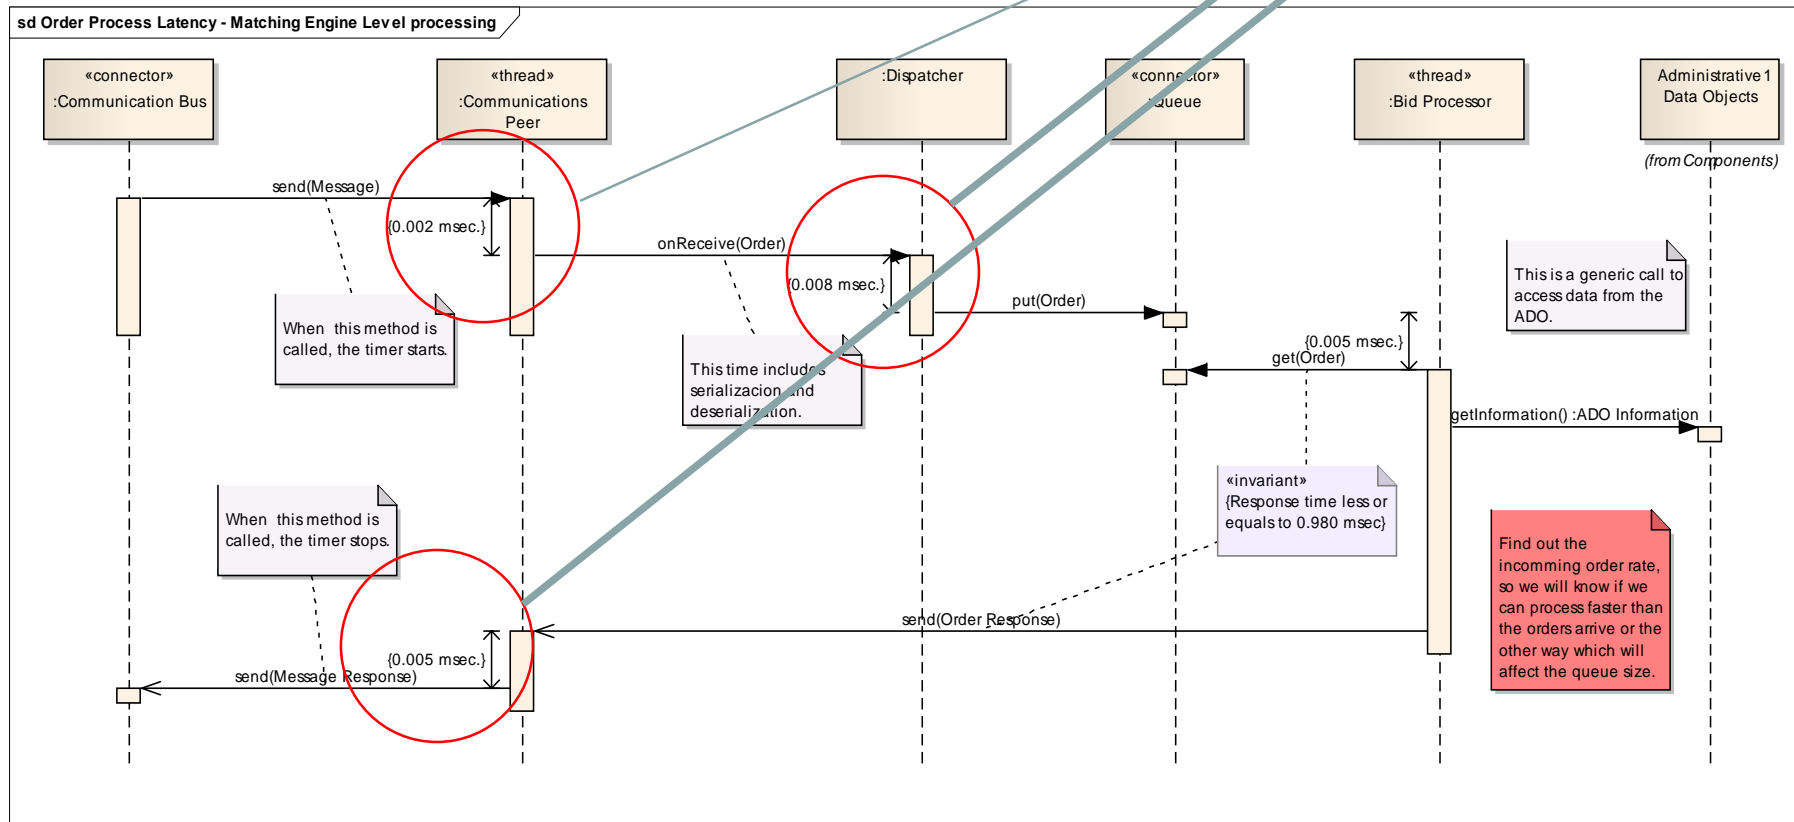 sd Order Process Latency - Matching Engine Level processing
«connector»
:Communication Bus
«thread»
:Communications
Peer
:Dispatcher
«connector»
:Queue
«thread»
:Bid Processor
Administrative1
Data Objects
(from Components)
send(Message)
{0.002 msec.}
onReceive(Order)
{0.008 msec.}
put(Order)
This is a generic call to
access data from the
ADO.
When this method is
called, the timer starts.
This time includes
serializacion and
deserialization.
{0.005 msec.}
get(Order)
getInformation() :ADO Information
«invariant»
{Response time less or
equals to 0.980 msec}
When this method is
called, the timer stops.
Find out the
incomming order rate,
so we will know if we
can process faster than
the orders arrive or the
other way which will
affect the queue size.
send(Order Response)
{0.005 msec.}
send(Message Response)